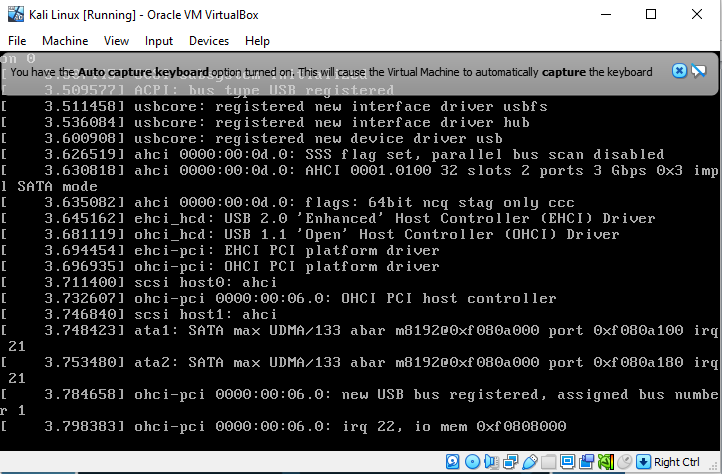 Kali Linux [Running] - Oracle VM VirtualBox
File Machine View Input Devices Help
on 0
You have the Auto capture keyboard option turned on. This will cause the Virtual Machine to automatically capture the keyboard
[ 3.509577] ACPI: bus type USB registered
[ 3.511458] usbcore: registered new interface driver usbfs
[ 3.536084] usbcore: registered new interface driver hub
[ 3.600908] usbcore: registered new device driver usb
[ 3.626519] ahci 0000:00:0d.0: SSS flag set, parallel bus scan disabled
[ 3.630818] ahci 0000:00:0d.0: AHCI 0001.0100 32 slots 2 ports 3 Gbps 0x3 imp
l SATA mode
[ 3.635082] ahci 0000:00:0d.0: flags: 64bit ncq stag only ccc
[ 3.645162] ehci_hcd: USB 2.0 'Enhanced' Host Controller (EHCI) Driver
[ 3.681119] ohci_hcd: USB 1.1 'Open' Host Controller (OHCI) Driver
[ 3.694454] ehci-pci: EHCI PCI platform driver
[ 3.696935] ohci-pci: OHCI PCI platform driver
[ 3.711400] scsi host0: ahci
[ 3.732607] ohci-pci 0000:00:06.0: OHCI PCI host controller
[ 3.746840] scsi host1: ahci
[ 3.748423] ata1: SATA max UDMA/133 abar m8192@0xf080a000 port 0xf080a100 irq
21
[ 3.753480] ata2: SATA max UDMA/133 abar m8192@0xf080a000 port 0xf080a180 irq
21
[ 3.784658] ohci-pci 0000:00:06.0: new USB bus registered, assigned bus numbe
r 1
[ 3.798383] ohci-pci 0000:00:06.0: irq 22, io mem 0xf0808000
Right Ctrl